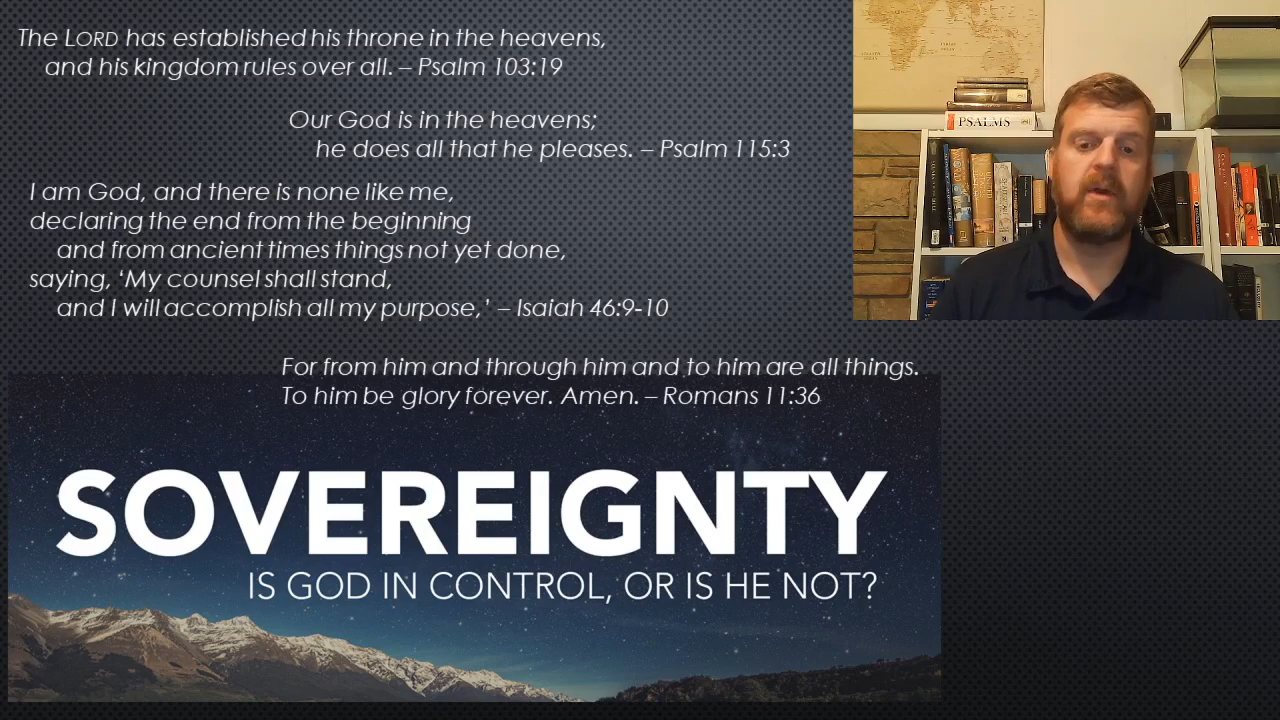 The LORD has established his throne in the heavens,
and his kingdom rules over all. – Psalm 103:19
Our God is in the heavens;
he does all that he pleases. – Psalm 115:3
I am God, and there is none like me,
declaring the end from the beginning
and from ancient times things not yet done,
saying, ‘My counsel shall stand,
and I will accomplish all my purpose,’ – Isaiah 46:9-10
For from him and through him and to him are all things.
To him be glory forever. Amen. – Romans 11:36
SOVEREIGNTY
IS GOD IN CONTROL, OR IS HE NOT?
PSALMS